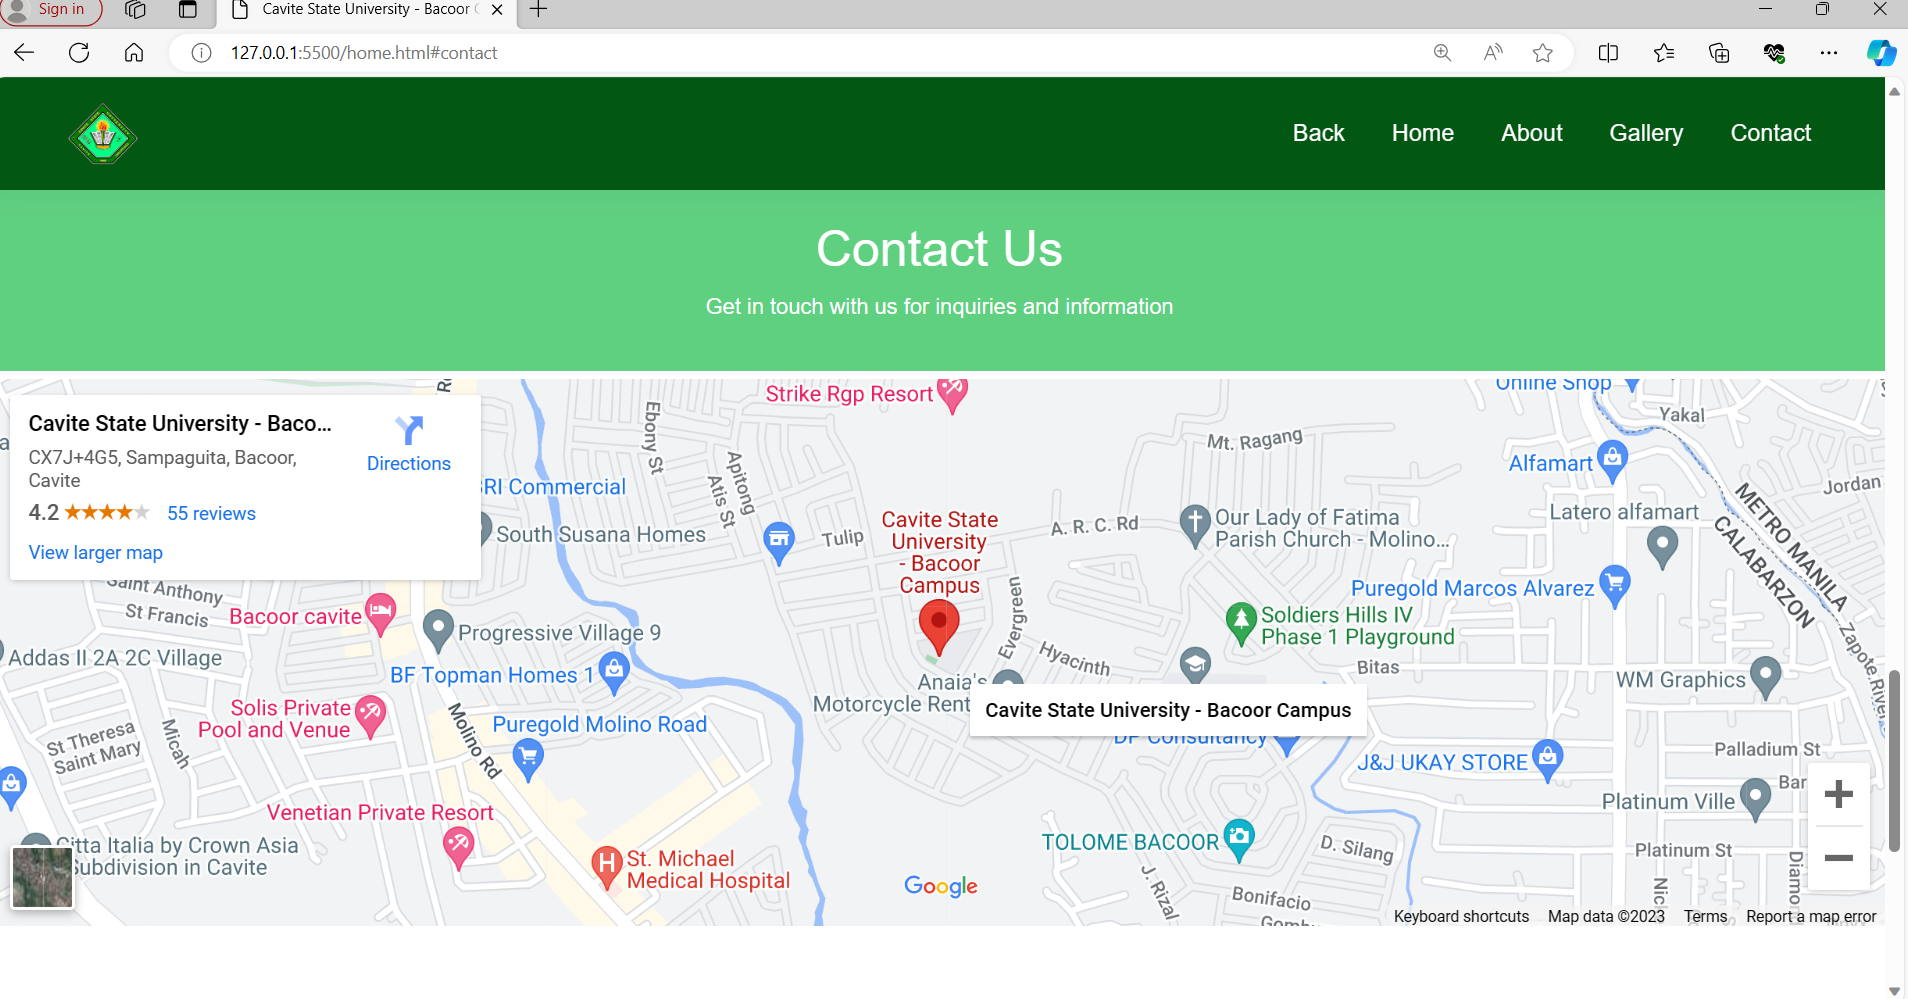 Sign in
Cavite State University - Bacoor
127.0.0.1:5500/home.html#contact
Back
Home
About
Gallery
Contact
Contact Us
Get in touch with us for inquiries and information
Cavite State University - Baco...
CX7J+4G5, Sampaguita, Bacoor,
Cavite
4.2
55 reviews
View larger map
Directions
Strike Rgp Resort
Online Shop
Yakal
Ebony St
Apitong
Atis St
Mt. Ragang
Alfamart
Jordan
RI Commercial
South Susana Homes
Tulip
Cavite State
University
- Bacoor
Campus
A. R. C. Rd
Our Lady of Fatima
Parish Church - Molino...
Latero alfamart
METRO MANILA
CALABARZON
Saint Anthony
St Francis
Bacoor cavite
Progressive Village 9
Evergreen
Hyacinth
Puregold Marcos Alvarez
Soldiers Hills IV
Phase 1 Playground
Bitas
Zapote River
Addas II 2A 2C Village
BF Topman Homes 1
Anaia's
Motorcycle Rent
WM Graphics
Solis Private
Pool and Venue
Molino Rd
Puregold Molino Road
Cavite State University - Bacoor Campus
DP Consultancy
St Theresa
Saint Mary
Micah
J&J UKAY STORE
Palladium St
Bar
Platinum Ville
Venetian Private Resort
Citta Italia by Crown Asia
Subdivision in Cavite
St. Michael
Medical Hospital
TOLOME BACOOR
D. Silang
Platinum St
J. Rizal
Bonifacio
Nick
Diamon
Google
Keyboard shortcuts
Map data ©2023
Terms
Report a map error